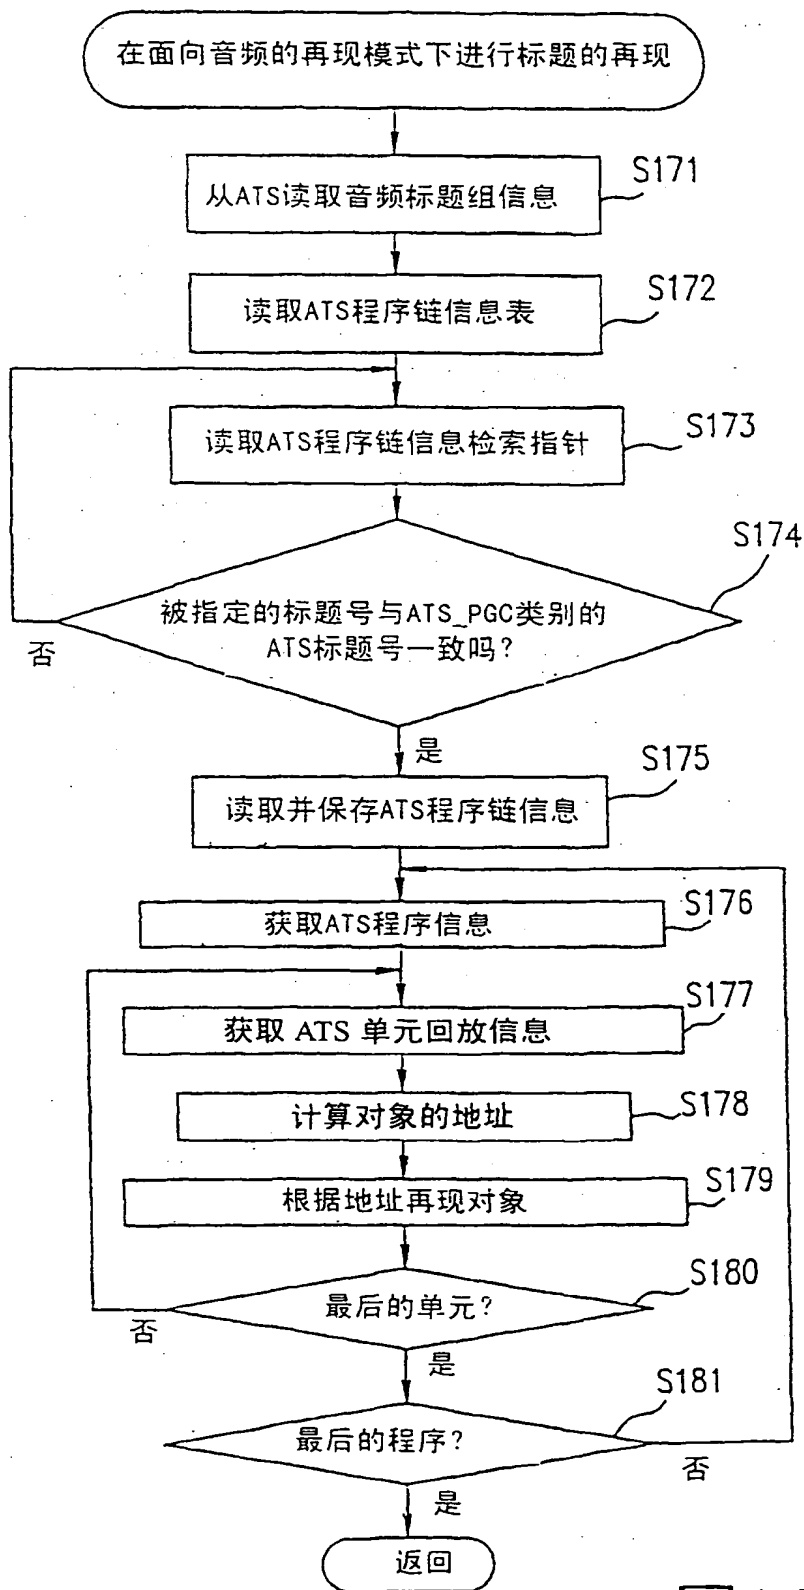 在面向音频的再现模式下进行标题的再现
从ATS读取音频标题组信息
S171
读取ATS程序链信息表
S172
读取ATS程序链信息检索指针
S173
被指定的标题号与ATS_PGC类别的
ATS标题号一致吗?
S174
否
是
读取并保存ATS程序链信息
S175
获取ATS程序信息
S176
获取 ATS 单元回放信息
S177
计算对象的地址
S178
根据地址再现对象
S179
最后的单元?
S180
否
是
最后的程序?
S181
否
是
返回